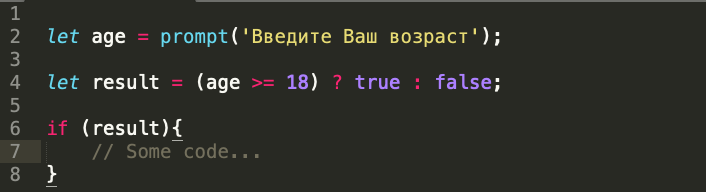 1
2 let age = prompt('Введите Ваш возраст');
3
4 let result = (age >= 18) ? true : false;
5
6 if (result){
7     // Some code...
8 }